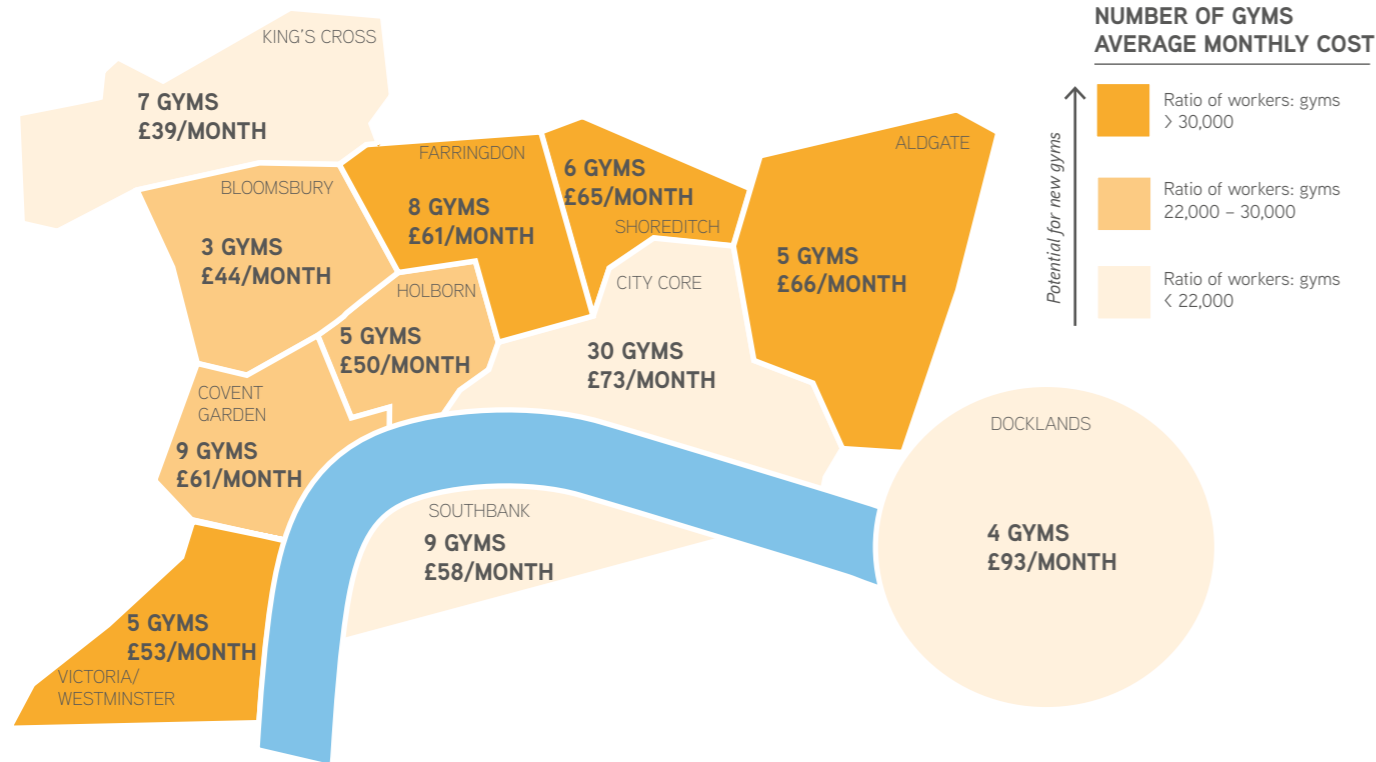 NUMBER OF GYMS
AVERAGE MONTHLY COST
Potential for new gyms
Ratio of workers: gyms
> 30,000
Ratio of workers: gyms
22,000 – 30,000
Ratio of workers: gyms
< 22,000
KING’S CROSS
7 GYMS
£39/MONTH
BLOOMSBURY
3 GYMS
£44/MONTH
FARRINGDON
8 GYMS
£61/MONTH
6 GYMS
£65/MONTH
SHOREDITCH
ALDGATE
5 GYMS
£66/MONTH
HOLBORN
5 GYMS
£50/MONTH
CITY CORE
30 GYMS
£73/MONTH
COVENT
GARDEN
9 GYMS
£61/MONTH
DOCKLANDS
4 GYMS
£93/MONTH
SOUTHBANK
9 GYMS
£58/MONTH
5 GYMS
£53/MONTH
VICTORIA/
WESTMINSTER